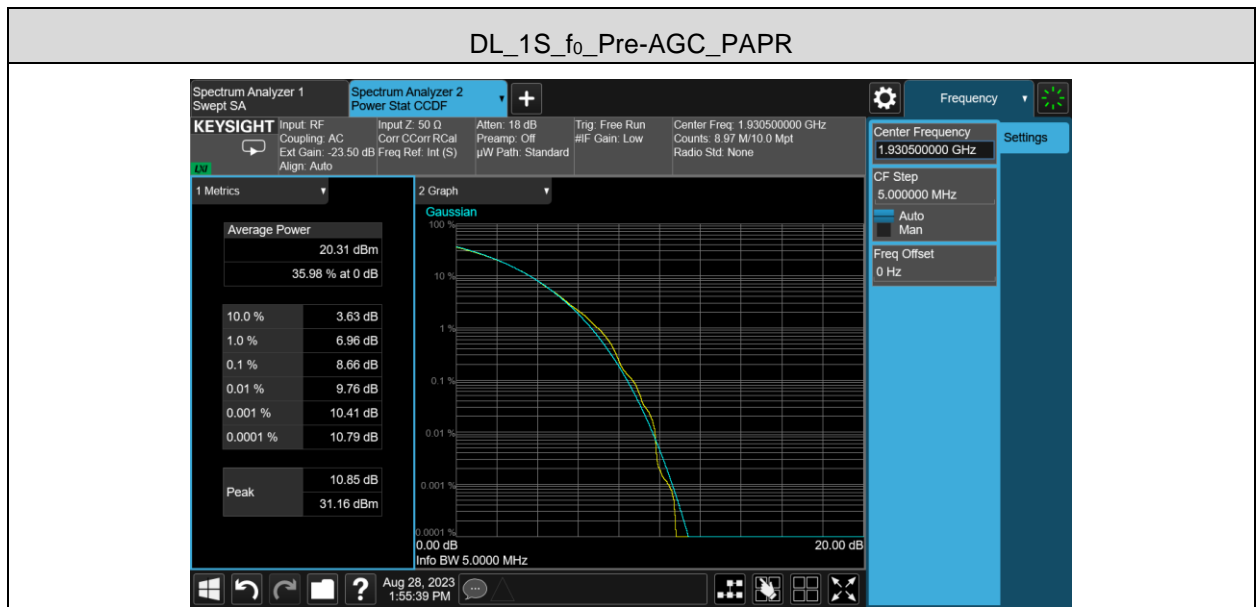 DL_1S_f₀_Pre-AGC_PAPR
Spectrum Analyzer 1
Swept SA
Spectrum Analyzer 2
Power Stat CCDF
+
Frequency
KEYSIGHT
LXI
Input: RF
Coupling: AC
Ext Gain: -23.50 dB
Align: Auto
Input Z: 50 Ω
Corr CCorr RCal
Freq Ref: Int (S)
Atten: 18 dB
Preamp: Off
µW Path: Standard
Trig: Free Run
#IF Gain: Low
Center Freq: 1.930500000 GHz
Counts: 8.97 M/10.0 Mpt
Radio Std: None
Center Frequency
1.930500000 GHz
Settings
CF Step
5.000000 MHz
Auto
Man
Freq Offset
0 Hz
1 Metrics
Average Power
20.31 dBm
35.98 % at 0 dB
10.0 % 3.63 dB
1.0 % 6.96 dB
0.1 % 8.66 dB
0.01 % 9.76 dB
0.001 % 10.41 dB
0.0001 % 10.79 dB
Peak
10.85 dB
31.16 dBm
2 Graph
Gaussian
100 %
10 %
1 %
0.1 %
0.01 %
0.001 %
0.0001 %
0.00 dB 20.00 dB
Info BW 5.0000 MHz
?
Aug 28, 2023
1:55:39 PM